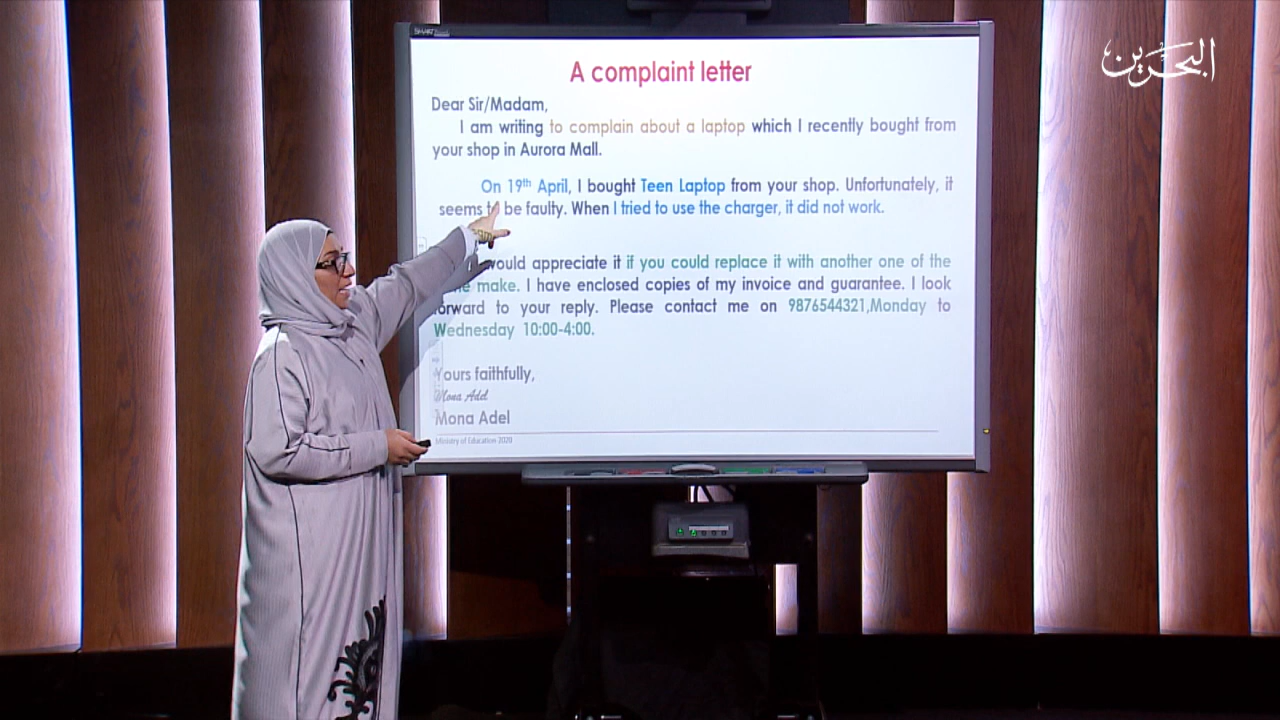 البحرين
A complaint letter
Dear Sir/Madam,
I am writing to complain about a laptop which I recently bought from
your shop in Aurora Mall.
On 19th April, I bought Teen Laptop from your shop. Unfortunately, it
seems to be faulty. When I tried to use the charger, it did not work.
would appreciate it if you could replace it with another one of the
make. I have enclosed copies of my invoice and guarantee. I look
forward to your reply. Please contact me on 9876544321,Monday to
Wednesday 10:00-4:00.
Yours faithfully,
Mona Adel
Mona Adel
Ministry of Education 2020